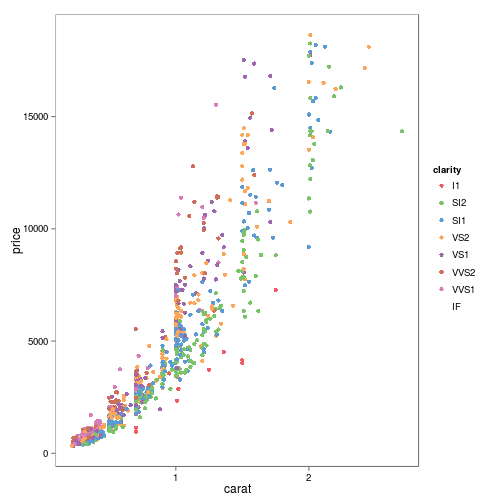 15000
10000
5000
0
price
1
2
carat
clarity
I1
SI2
SI1
VS2
VS1
VVS2
VVS1
IF